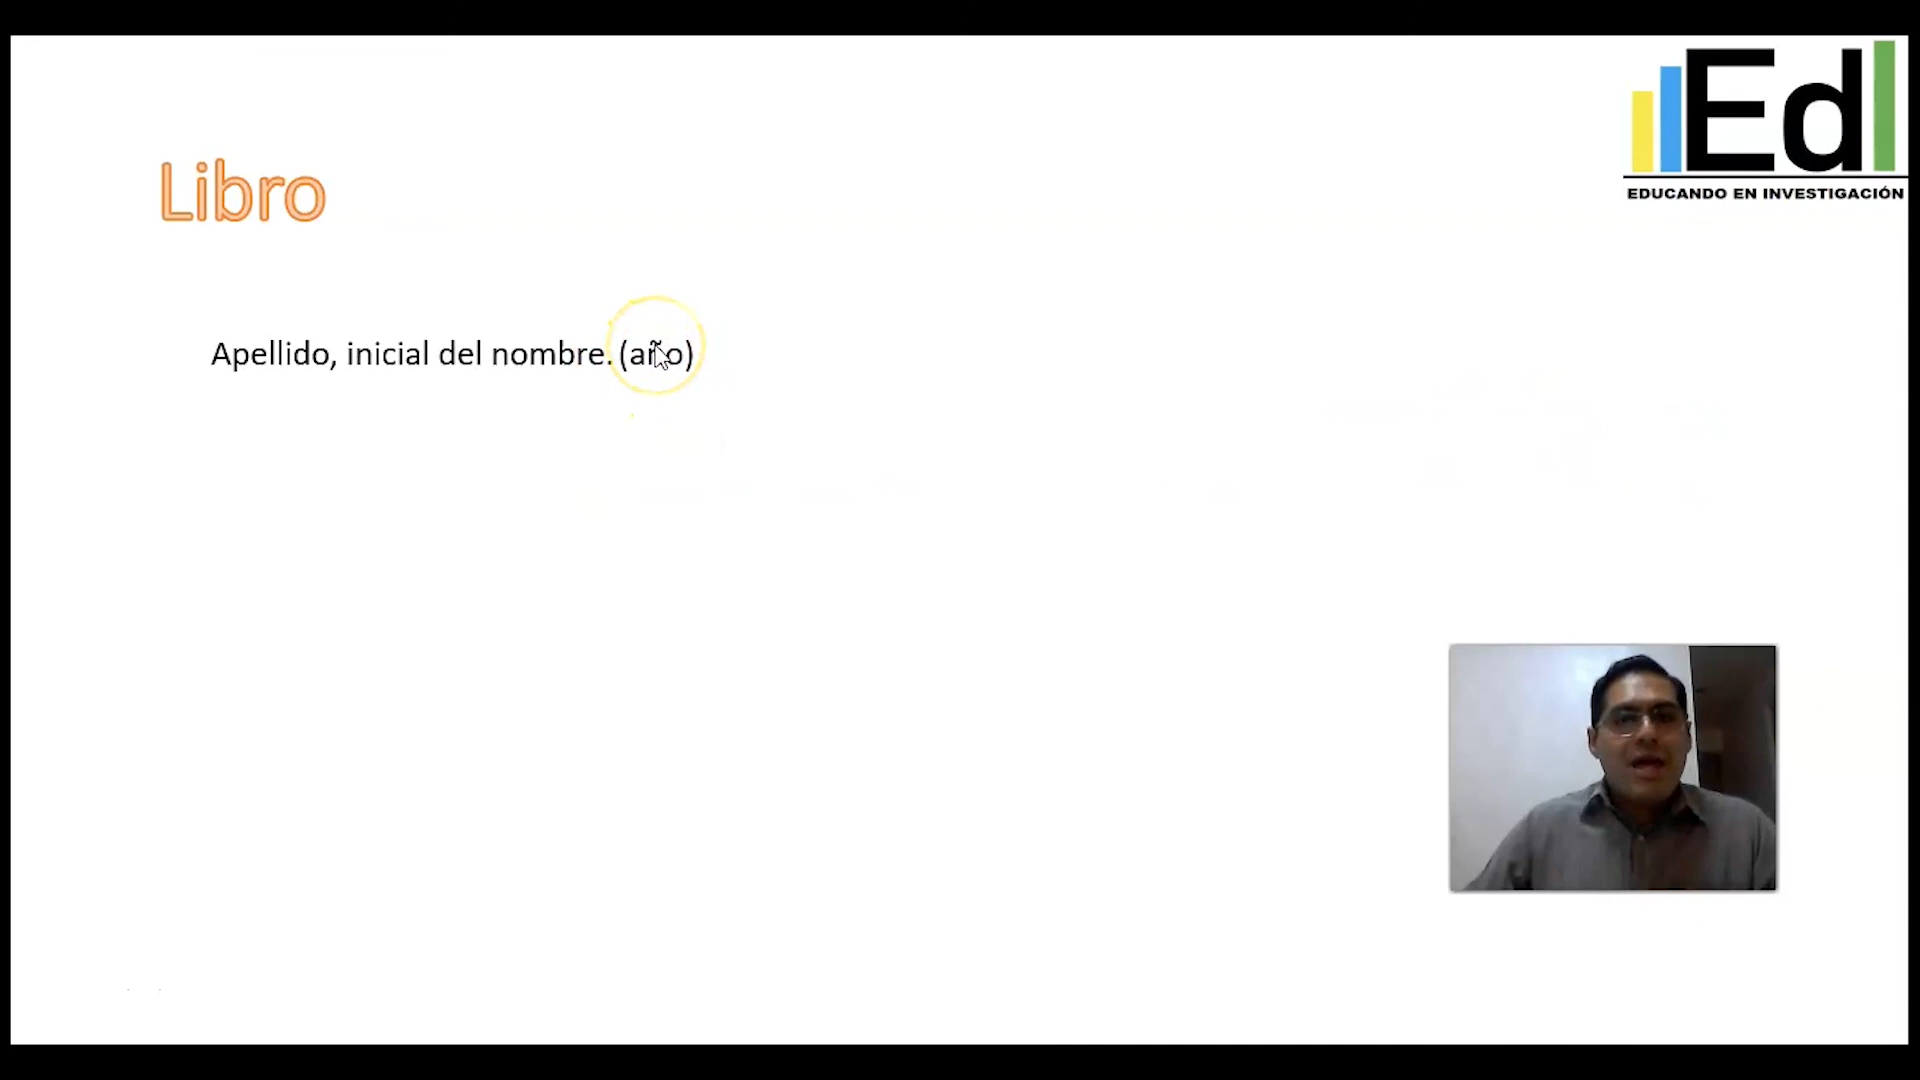 Ed
EDUCANDO EN INVESTIGACIÓN
Libro
Apellido, inicial del nombre. (año)